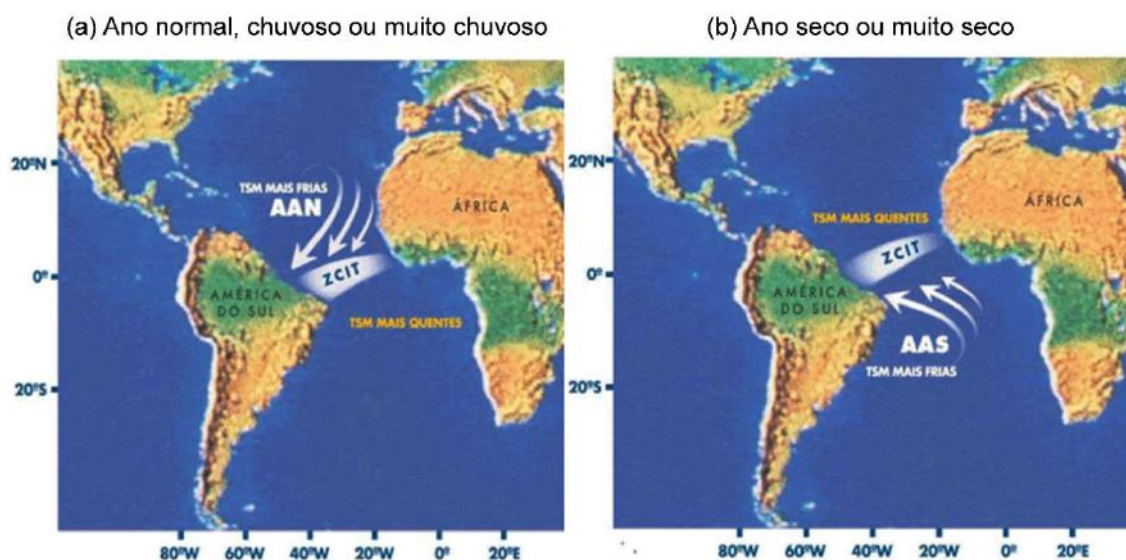 (a) Ano normal, chuvoso ou muito chuvoso
20ºN
0º
20ºS
TSM MAIS FRIAS
AAN
ÁFRICA
ZCIT
AMÉRICA
DO SUL
TSM MAIS QUENTES
80ºW 60ºW 40ºW 20ºW 0º 20ºE
(b) Ano seco ou muito seco
20ºN
0º
20ºS
TSM MAIS QUENTES
ÁFRICA
ZCIT
AMÉRICA
DO SUL
AAS
TSM MAIS FRIAS
80ºW 60ºW 40ºW 20ºW 0º 20ºE